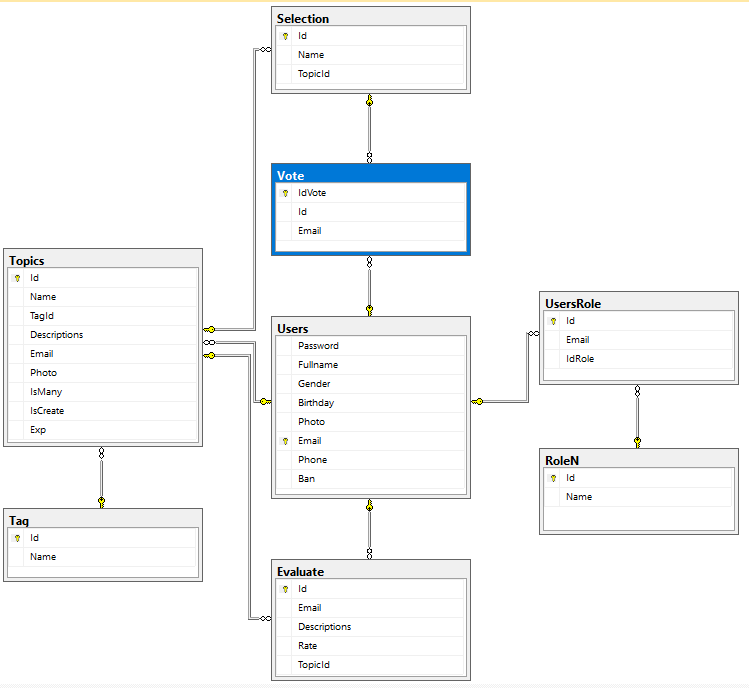 Selection
Id
Name
TopicId
Vote
IdVote
Id
Email
Topics
Id
Name
TagId
Descriptions
Email
Photo
IsMany
IsCreate
Exp
Users
Password
Fullname
Gender
Birthday
Photo
Email
Phone
Ban
UsersRole
Id
Email
IdRole
RoleN
Id
Name
Tag
Id
Name
Evaluate
Id
Email
Descriptions
Rate
TopicId